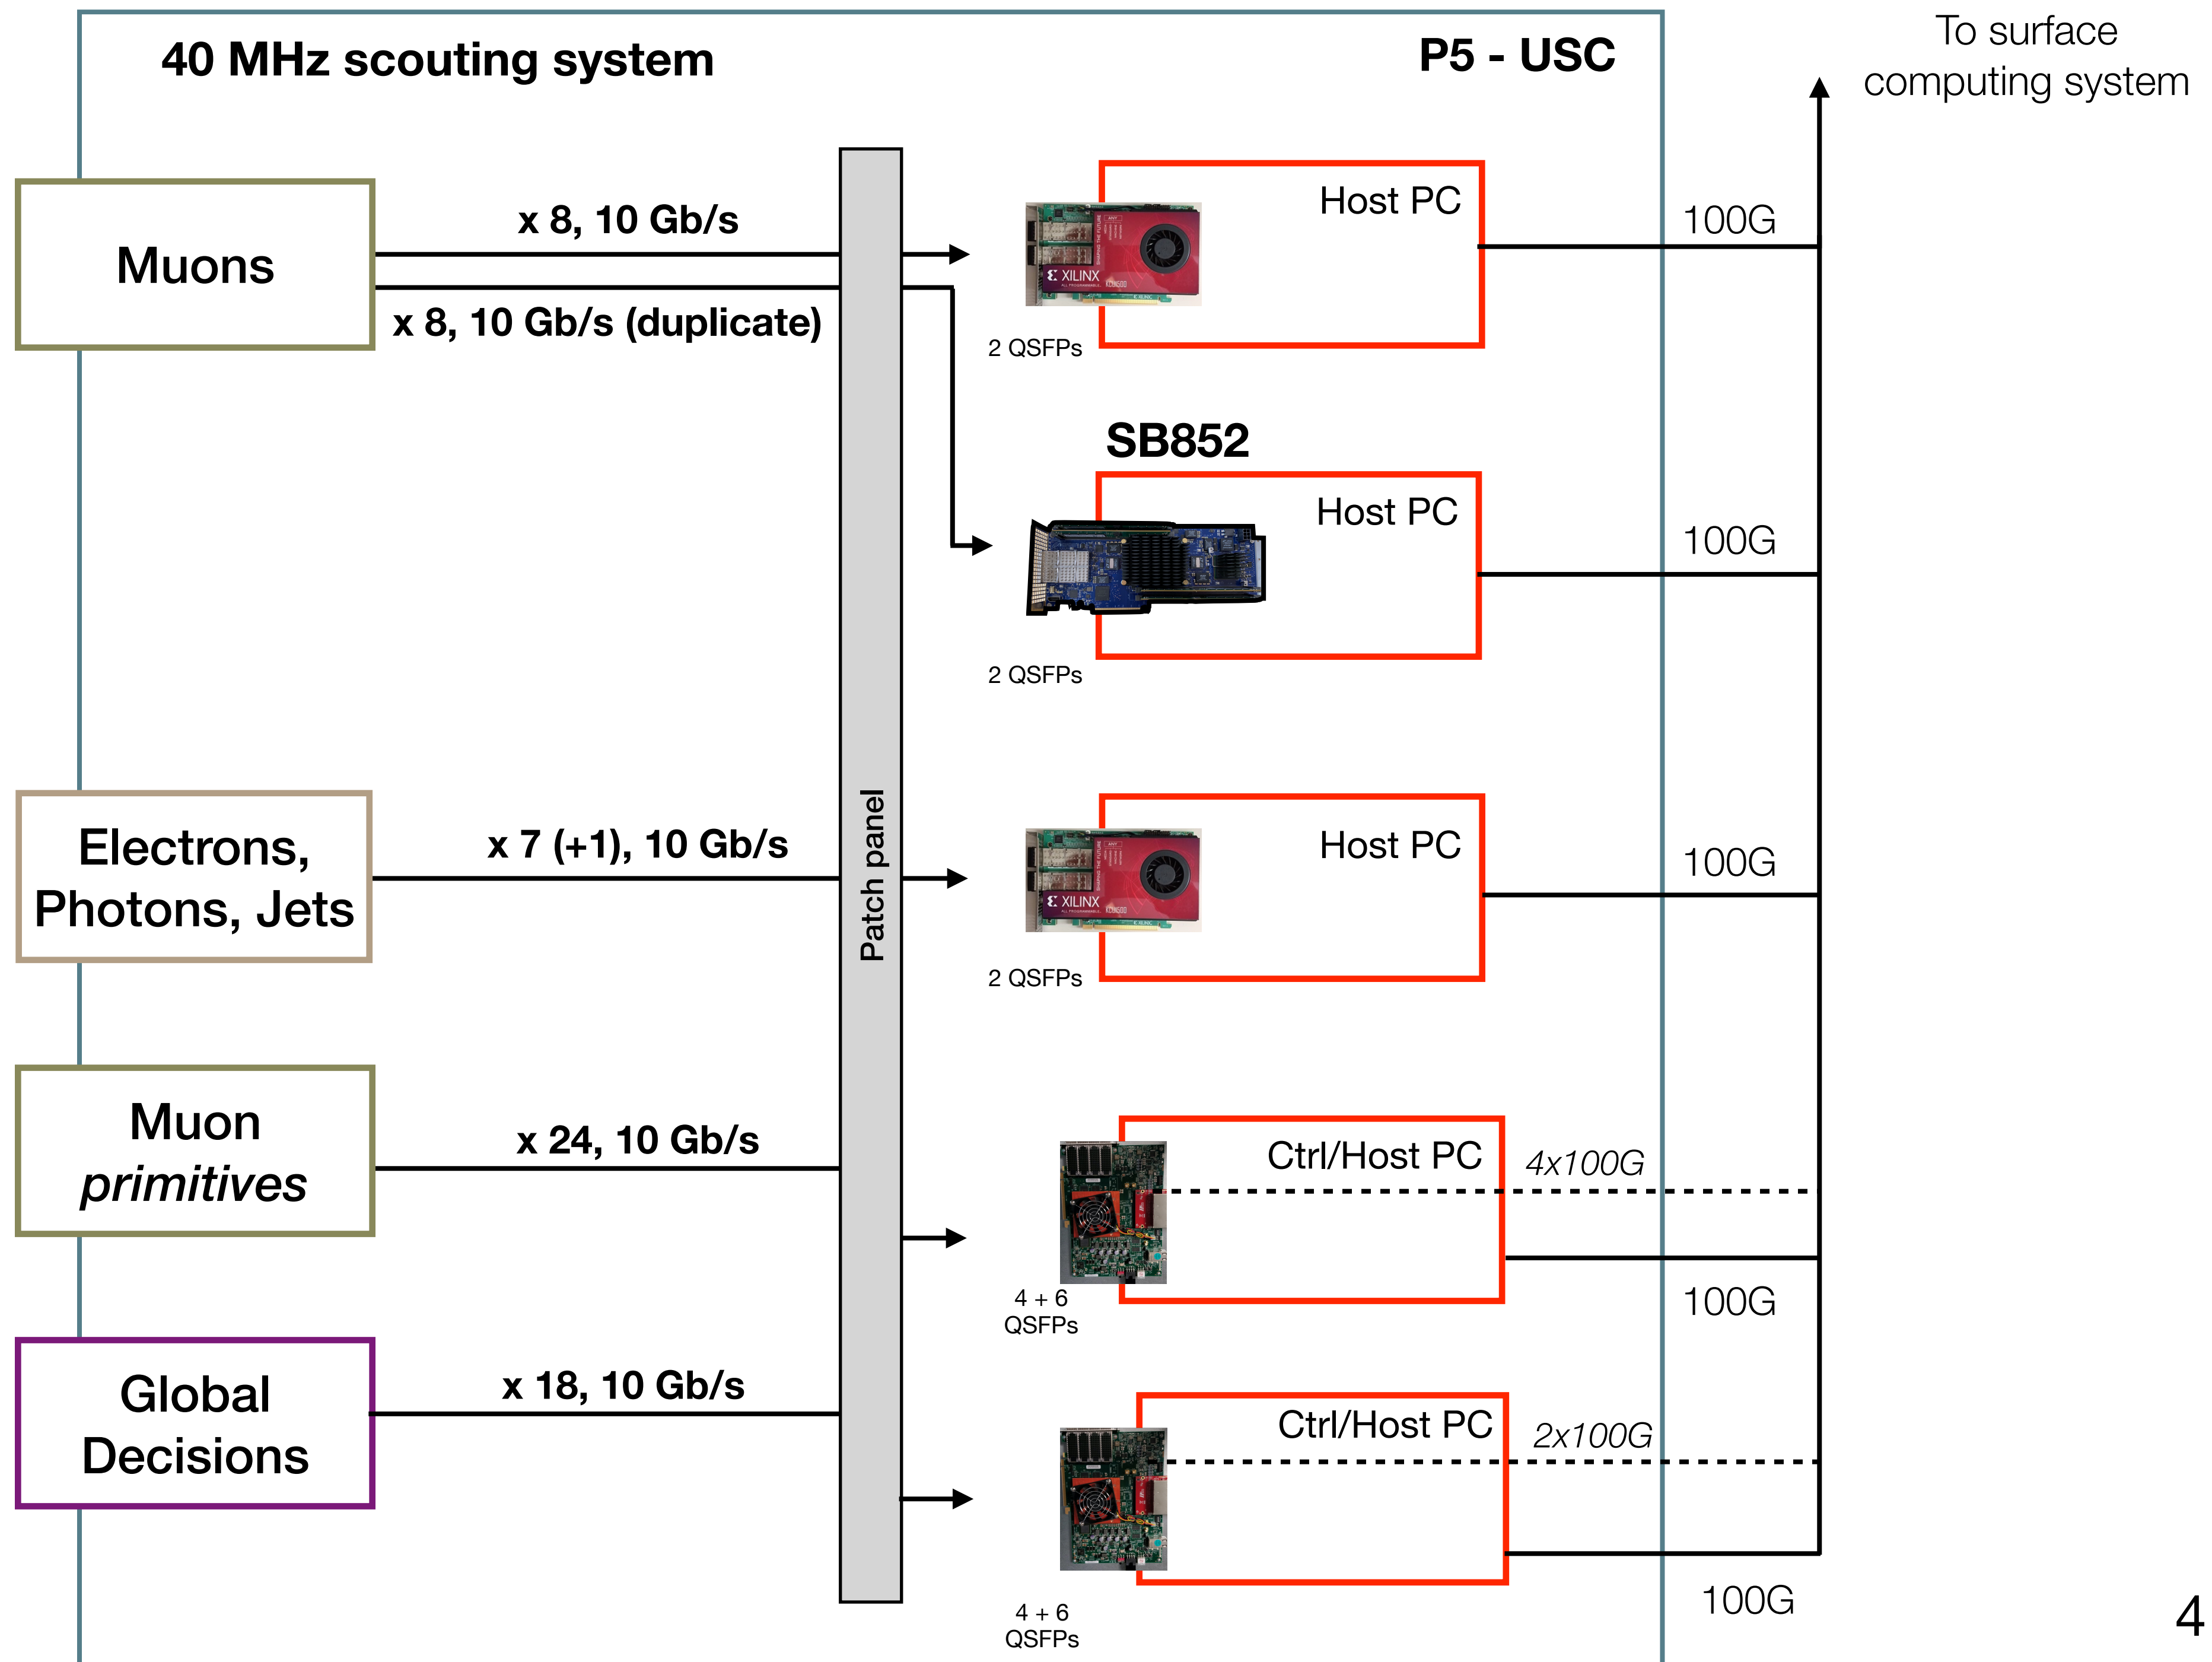 40 MHz scouting system
P5 - USC
To surface
computing system
Muons
x 8, 10 Gb/s
x 8, 10 Gb/s (duplicate)
Host PC
XILINX
2 QSFPs
100G
SB852
Host PC
2 QSFPs
100G
Patch panel
Electrons,
Photons, Jets
x 7 (+1), 10 Gb/s
Host PC
XILINX
2 QSFPs
100G
Muon
primitives
x 24, 10 Gb/s
Ctrl/Host PC
4x100G
4 + 6
QSFPs
100G
Global
Decisions
x 18, 10 Gb/s
Ctrl/Host PC
2x100G
4 + 6
QSFPs
100G
4